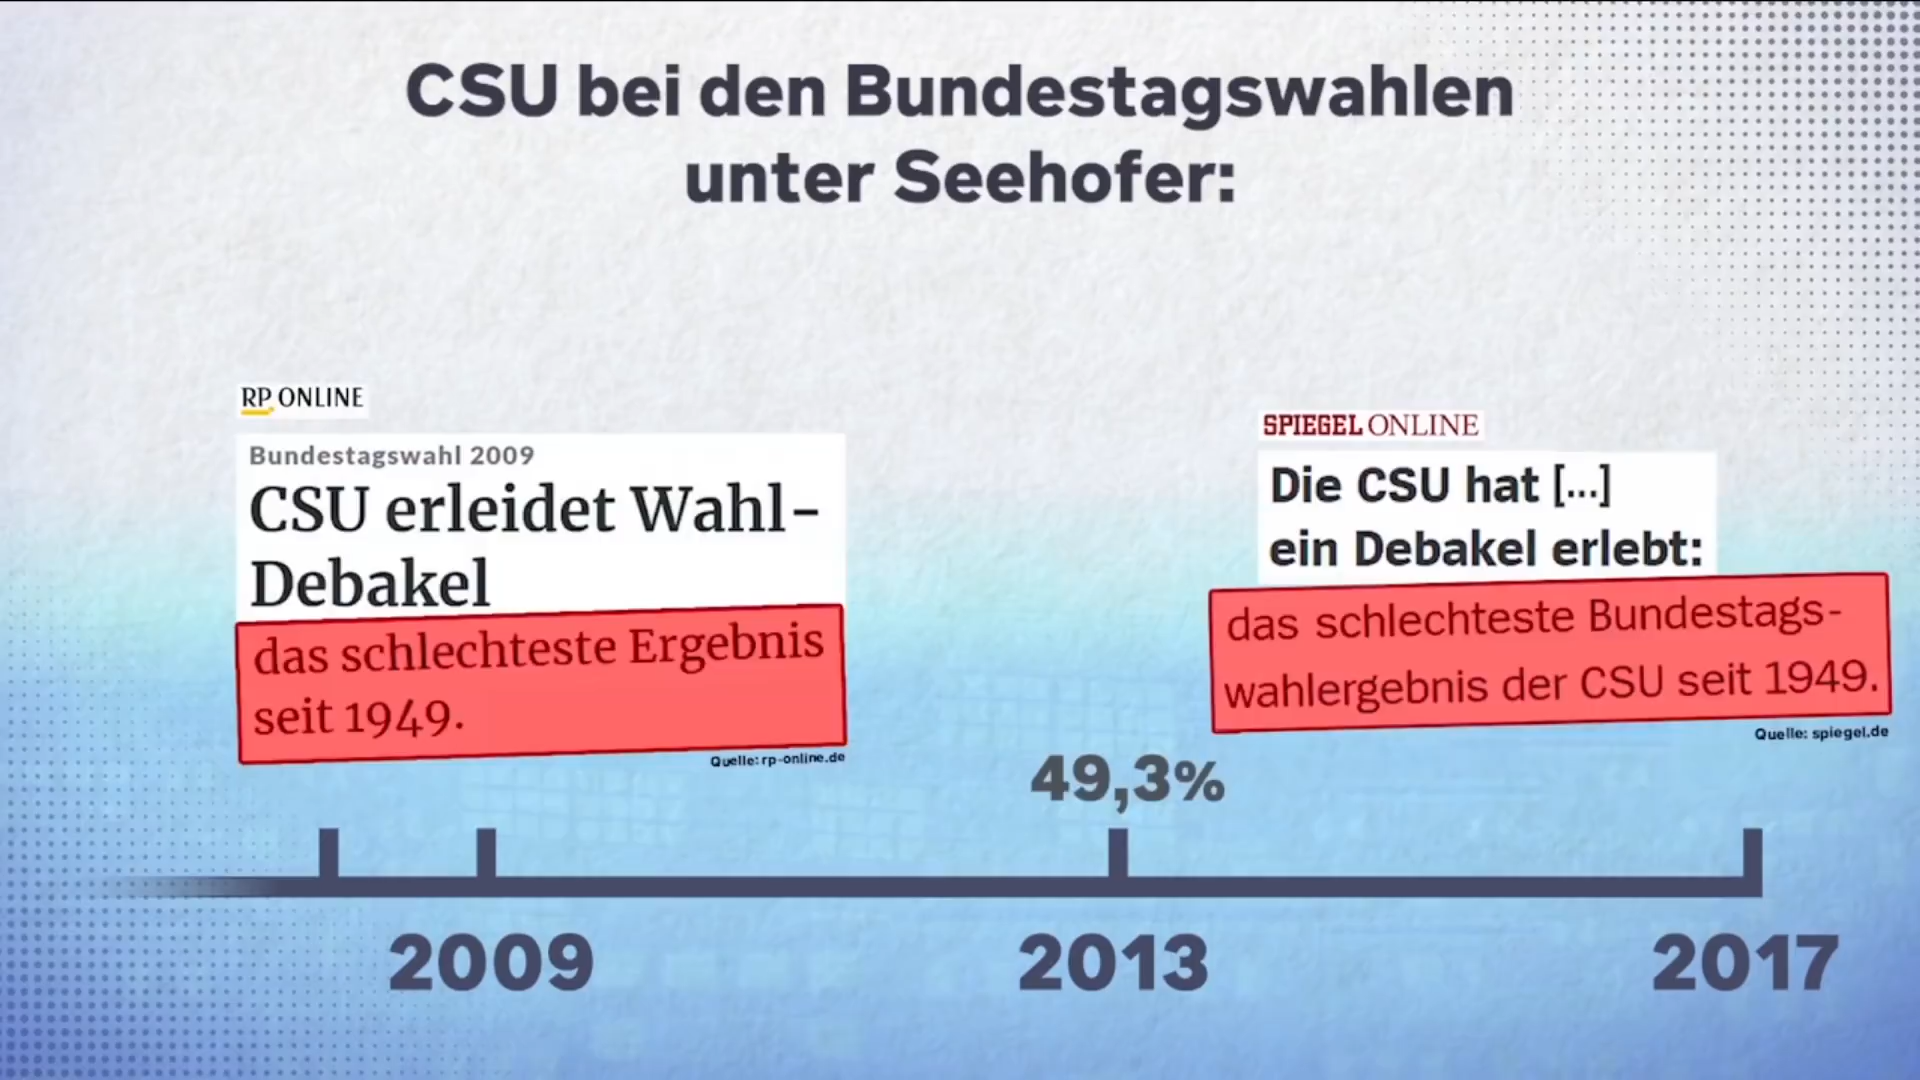 CSU bei den Bundestagswahlen
unter Seehofer:
RP ONLINE
Bundestagswahl 2009
CSU erleidet Wahl-
Debakel
das schlechteste Ergebnis
seit 1949.
Quelle: rp-online.de
SPIEGEL ONLINE
Die CSU hat [...]
ein Debakel erlebt:
das schlechteste Bundestags-
wahlergebnis der CSU seit 1949.
Quelle: spiegel.de
49,3%
2009
2013
2017